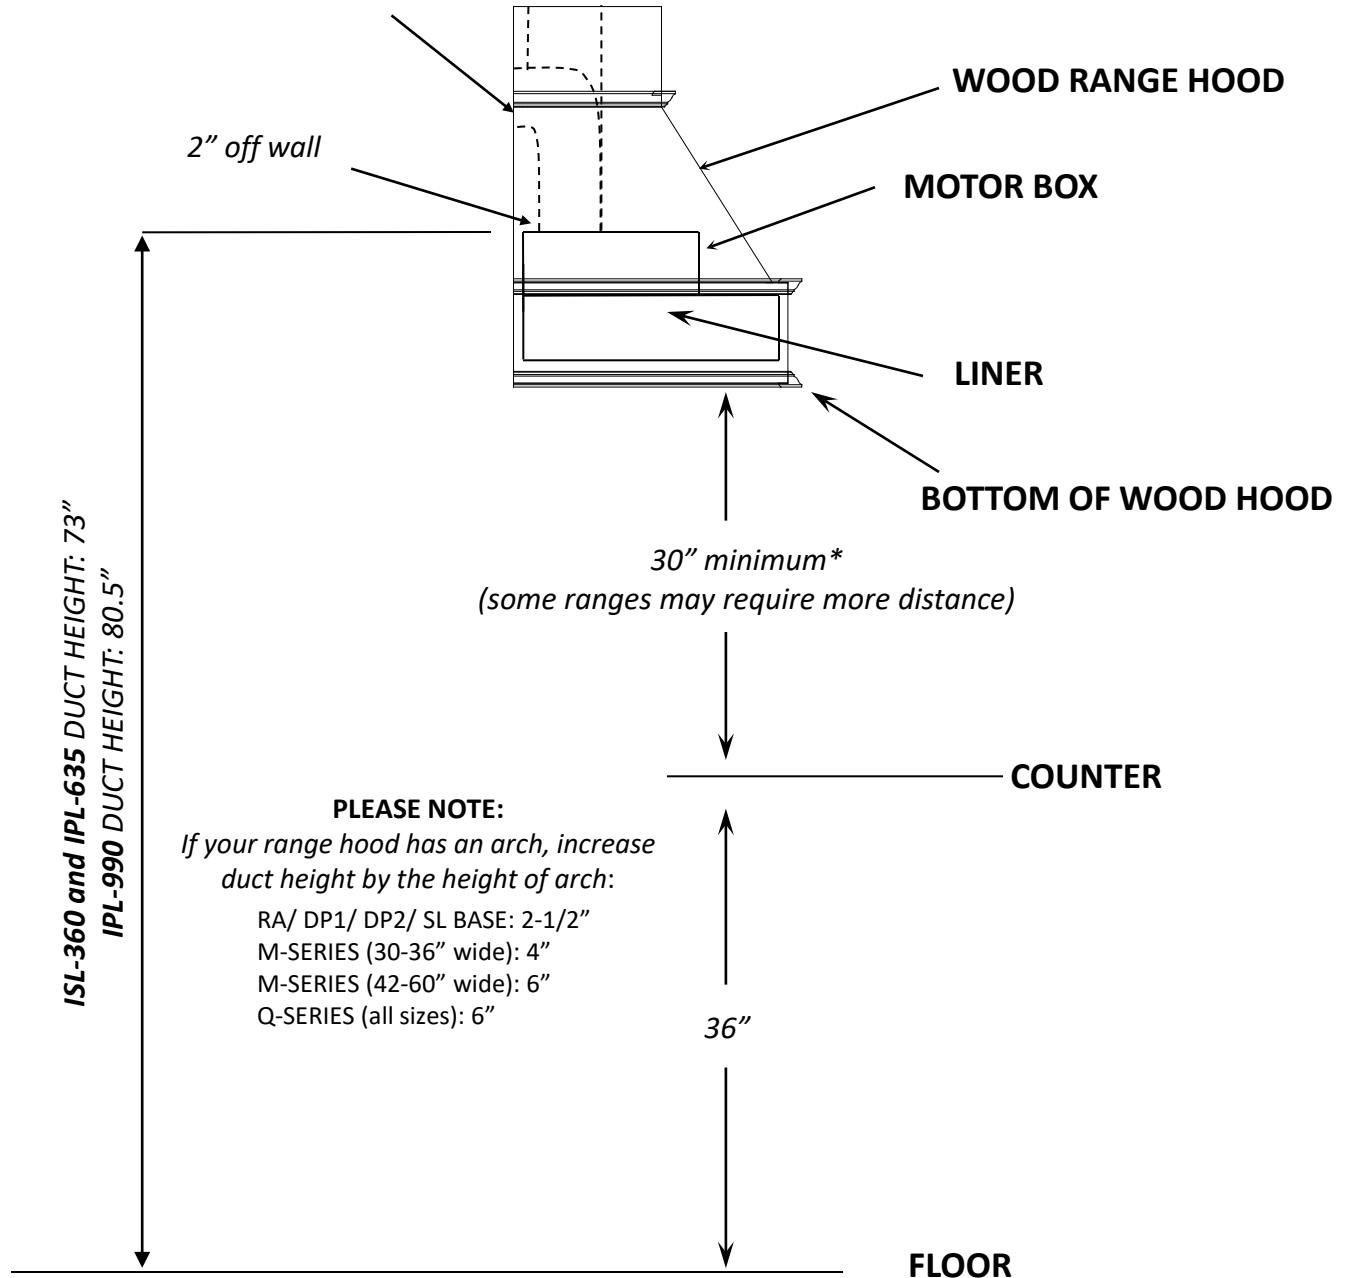 WOOD RANGE HOOD
2” off wall
MOTOR BOX
LINER
BOTTOM OF WOOD HOOD
30” minimum*
(some ranges may require more distance)
ISL-360 and IPL-635 DUCT HEIGHT: 73”
IPL-990 DUCT HEIGHT: 80.5”
COUNTER
PLEASE NOTE:
If your range hood has an arch, increase
duct height by the height of arch:
RA/ DP1/ DP2/ SL BASE: 2-1/2”
M-SERIES (30-36” wide): 4”
M-SERIES (42-60” wide): 6”
Q-SERIES (all sizes): 6”
36”
FLOOR